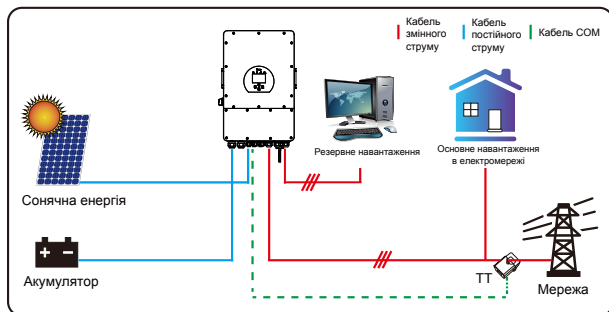 Кабель
змінного
струму
Кабель
постійного
струму
Кабель COM
Резервне навантаження
Основне навантаження
в електромережі
Сонячна енергія
Акумулятор
ТТ
Мережа